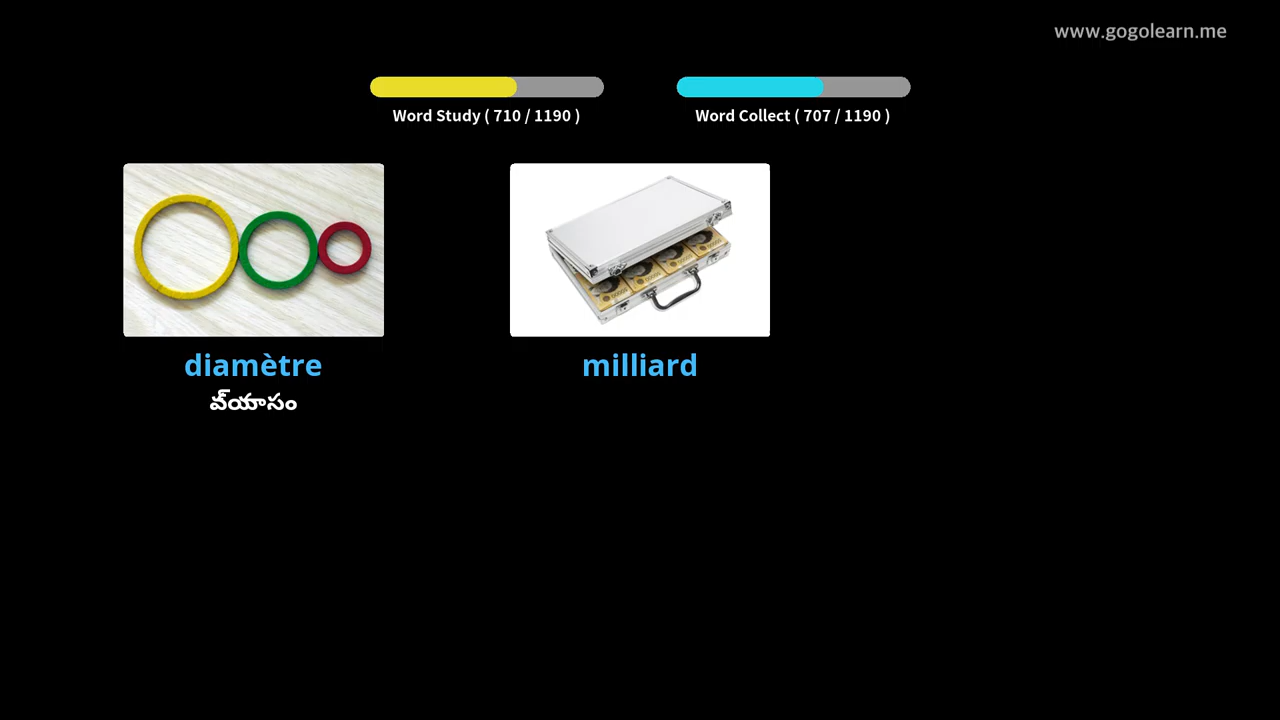 www.gogolearn.me
Word Study ( 710 / 1190 )
Word Collect ( 707 / 1190 )
diamètre
milliard
వ్యాసం